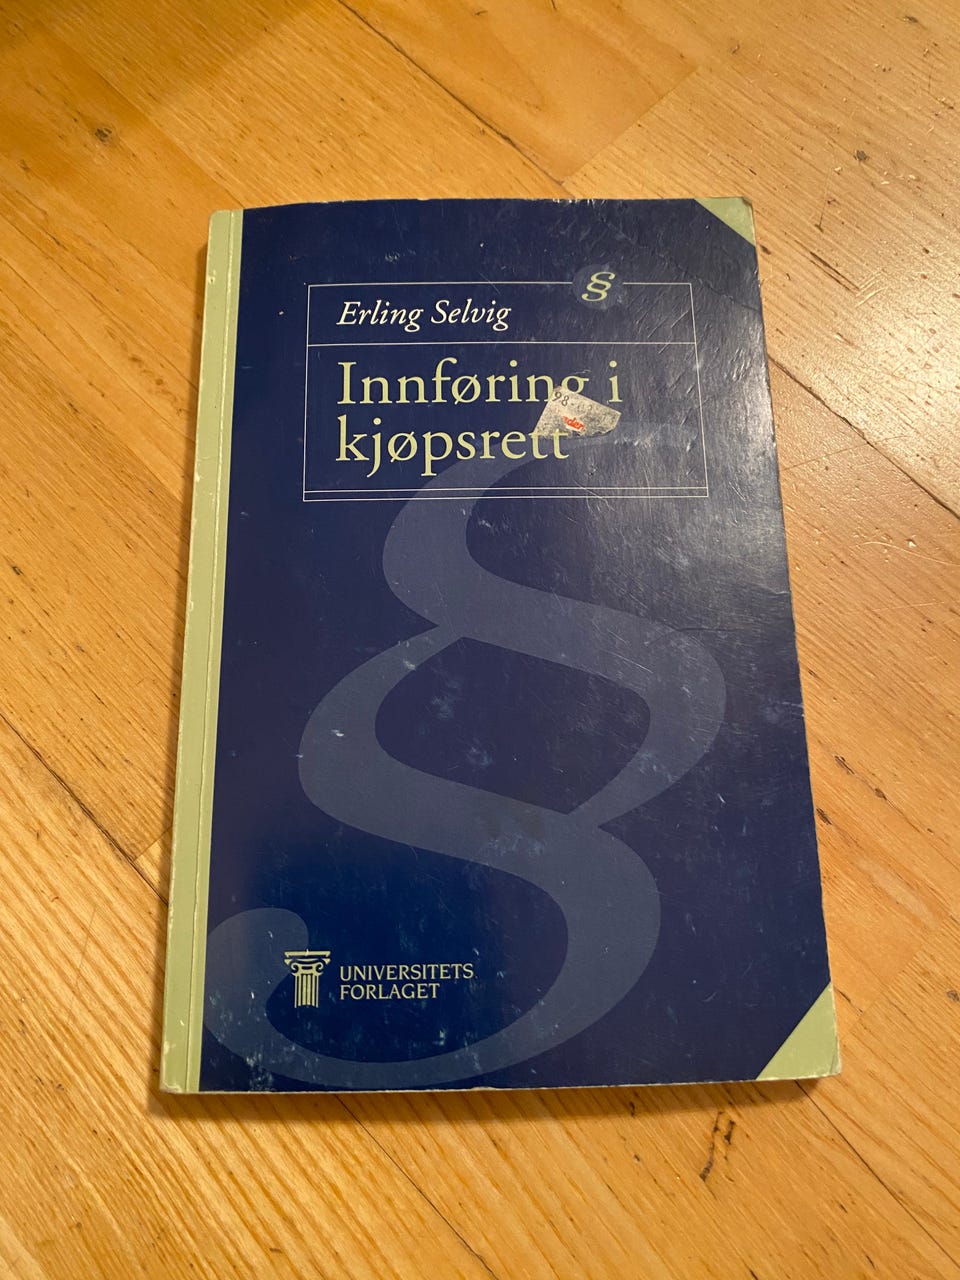 §
Erling Selvig
Innføring i
kjøpsrett
§
UNIVERSITETS
FORLAGET